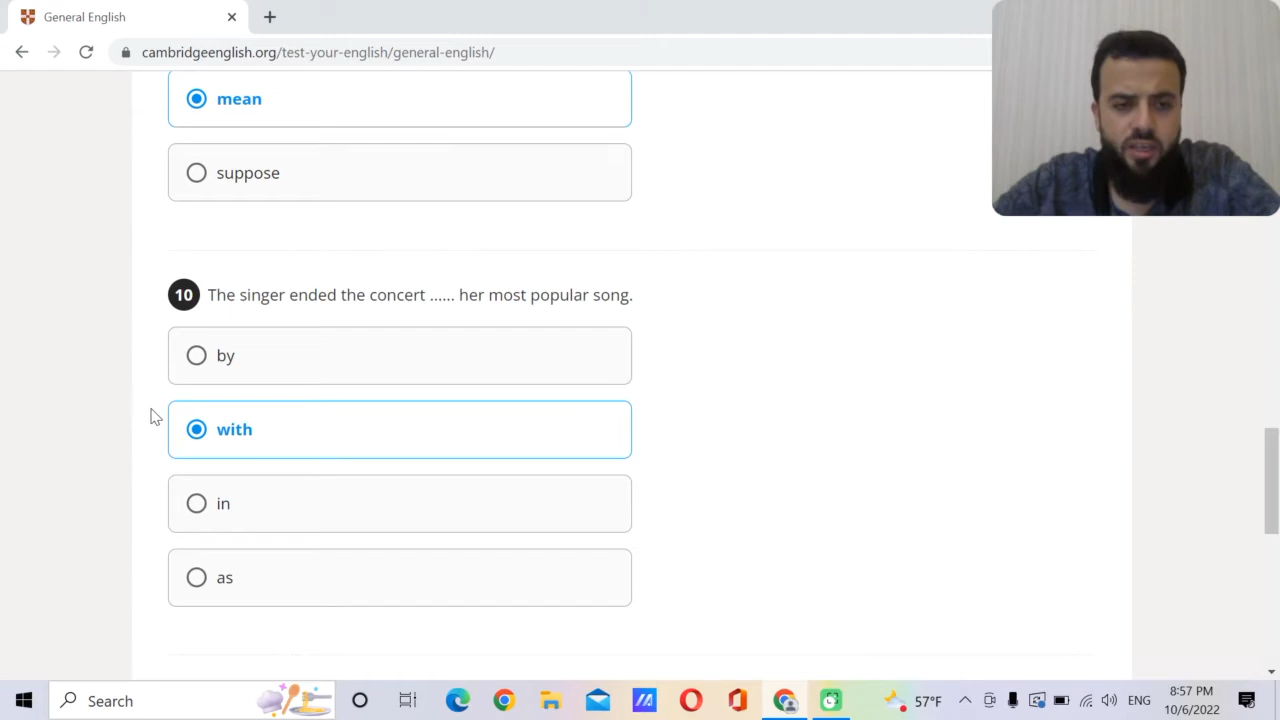 General English
cambridgeenglish.org/test-your-english/general-english/
mean
suppose
10 The singer ended the concert ...... her most popular song.
by
with
in
as
Search
57°F
ENG
8:57 PM
10/6/2022